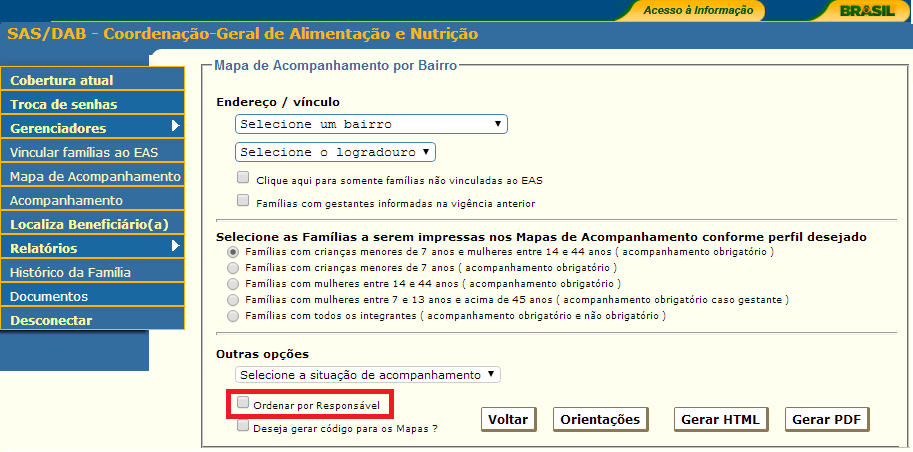 Acesso à Informação
BRASIL
SAS/DAB - Coordenação-Geral de Alimentação e Nutrição
Cobertura atual
Troca de senhas
Gerenciadores
Vincular famílias ao EAS
Mapa de Acompanhamento
Acompanhamento
Localiza Beneficiário(a)
Relatórios
Histórico da Família
Documentos
Desconectar
Mapa de Acompanhamento por Bairro
Endereço / vínculo
Selecione um bairro
Selecione o logradouro
Clique aqui para somente famílias não vinculadas ao EAS
Famílias com gestantes informadas na vigência anterior
Selecione as Famílias a serem impressas nos Mapas de Acompanhamento conforme perfil desejado
Famílias com crianças menores de 7 anos e mulheres entre 14 e 44 anos ( acompanhamento obrigatório )
Famílias com crianças menores de 7 anos ( acompanhamento obrigatório )
Famílias com mulheres entre 14 e 44 anos ( acompanhamento obrigatório )
Famílias com mulheres entre 7 e 13 anos e acima de 45 anos ( acompanhamento obrigatório caso gestante )
Famílias com todos os integrantes ( acompanhamento obrigatório e não obrigatório )
Outras opções
Selecione a situação de acompanhamento
Ordenar por Responsável
Deseja gerar código para os Mapas ?
Voltar
Orientações
Gerar HTML
Gerar PDF